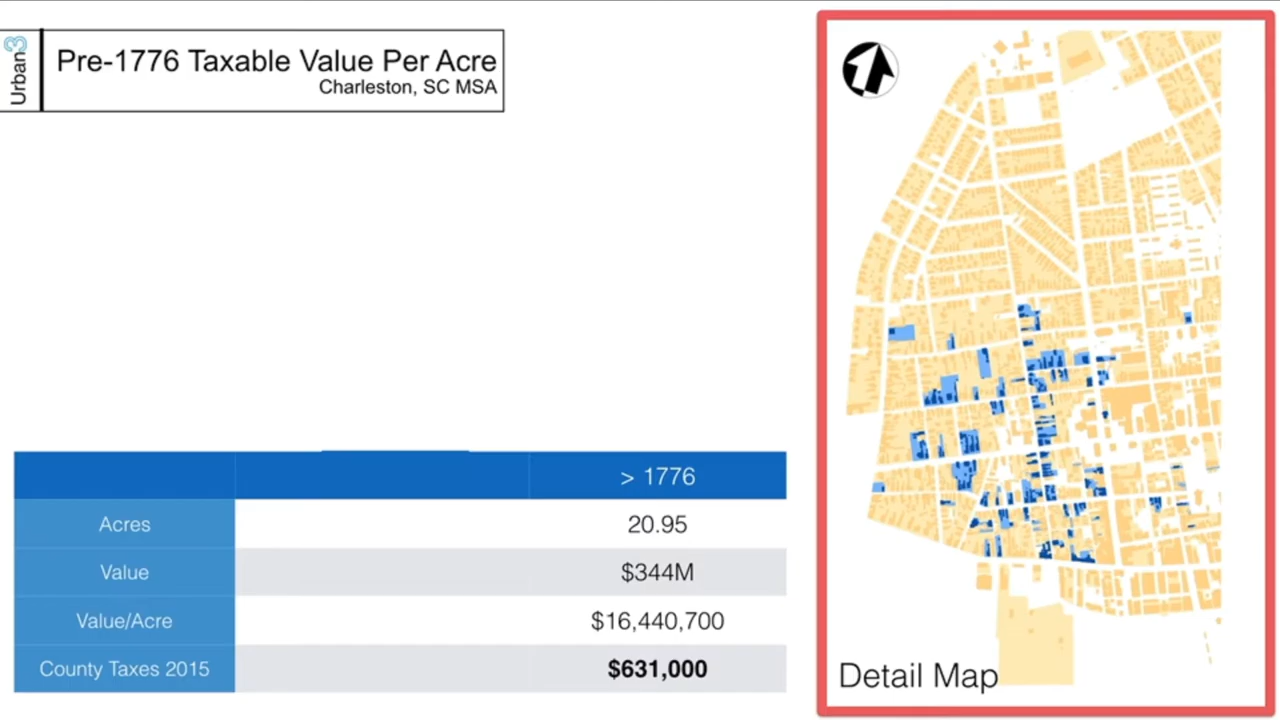 Urban3
Pre-1776 Taxable Value Per Acre
Charleston, SC MSA
> 1776
Acres 20.95
Value $344M
Value/Acre $16,440,700
County Taxes 2015 $631,000
Detail Map